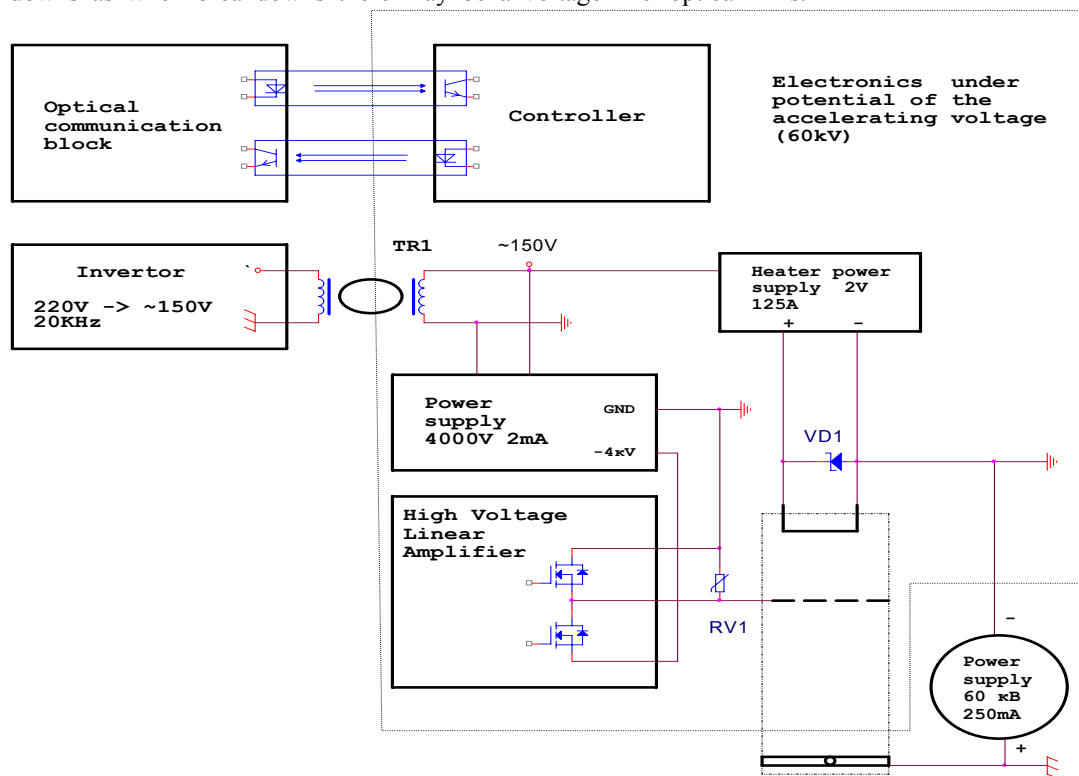 Optical
communication
block
Controller
Electronics under
potential of the
accelerating voltage
(60kV)
TR1
~150V
Invertor
220V -> ~150V
20KHz
Heater power
supply 2V
125A
+ -
Power
supply
4000V 2mA
GND
-4кV
VD1
High Voltage
Linear
Amplifier
RV1
-
Power
supply
60 кВ
250mA
+